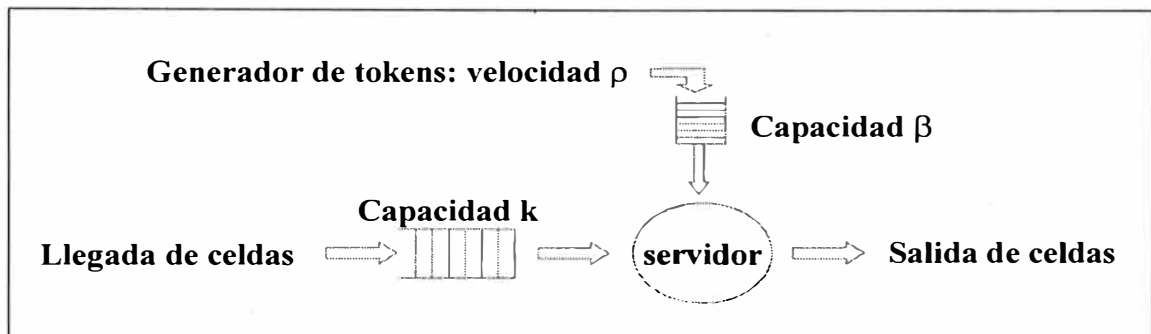 Generador de tokens: velocidad ρ
Capacidad β
Capacidad k
Llegada de celdas
servidor
Salida de celdas